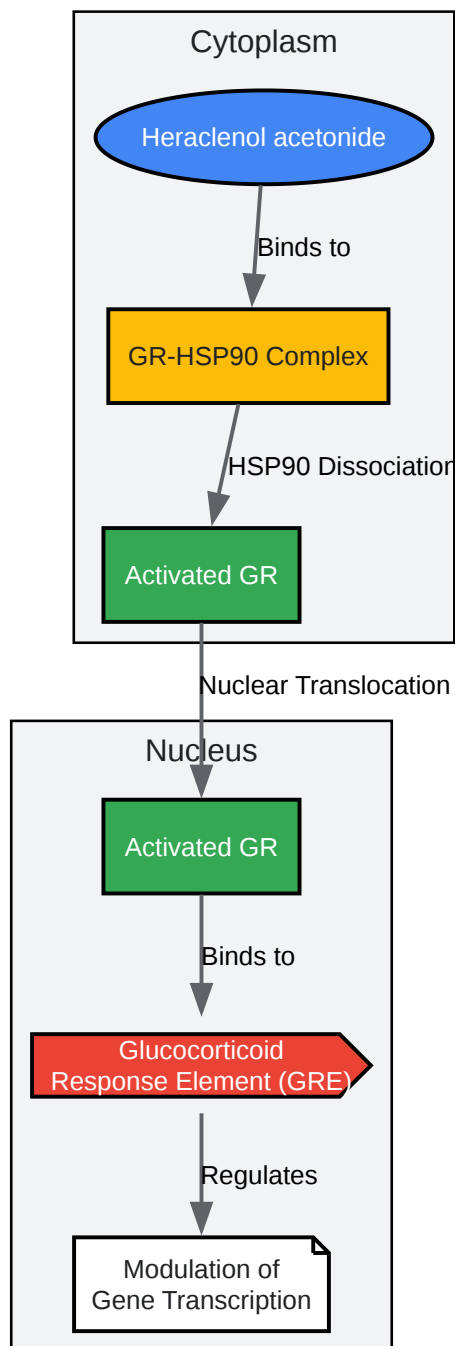 Cytoplasm
Heraclenol acetonide
Binds to
GR-HSP90 Complex
HSP90 Dissociation
Activated GR
Nuclear Translocation
Nucleus
Activated GR
Binds to
Glucocorticoid
Response Element (GRE)
Regulates
Modulation of
Gene Transcription